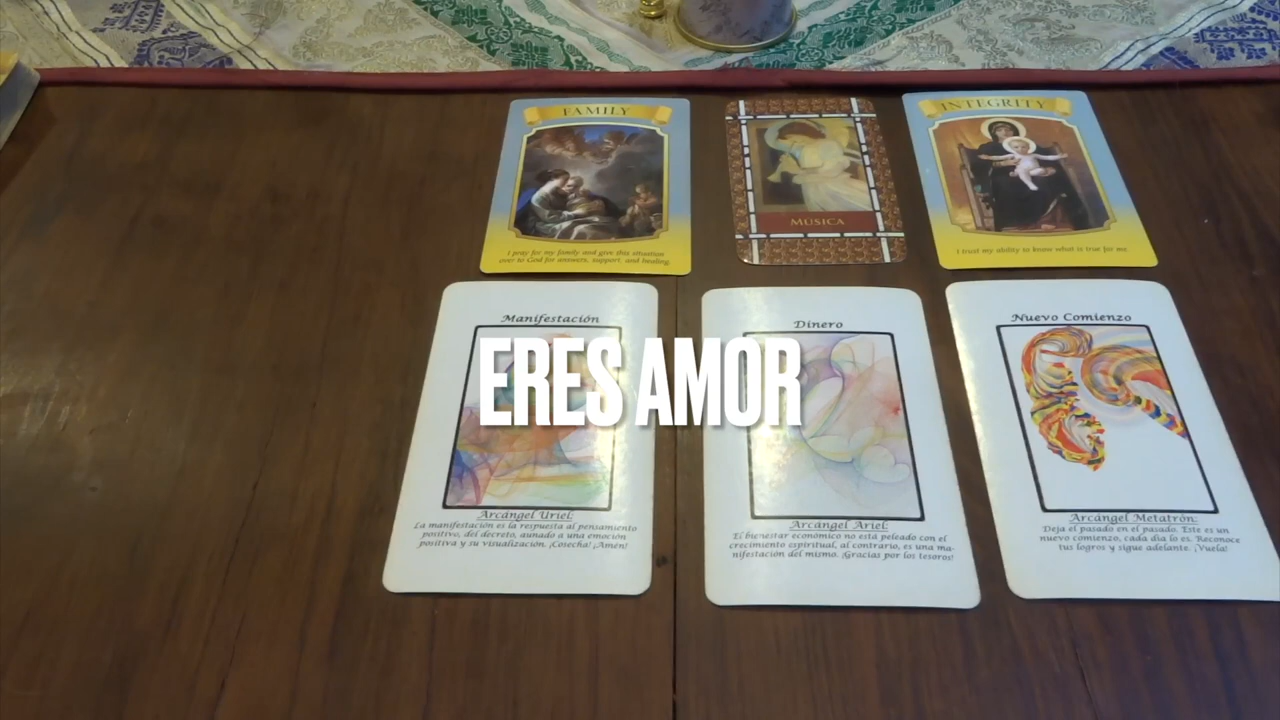 FAMILY
I pray for my family and give this situation
over to God for answers, support, and healing.
MÚSICA
INTEGRITY
I trust my ability to know what is true for me.
Manifestación
Arcángel Uriel:
La manifestación es la respuesta al pensamiento
positivo, del decreto, aunado a una emoción
positiva y su visualización. ¡Cosecha! ¡Amén!
Dinero
Arcángel Ariel:
El bienestar económico no está peleado con el
crecimiento espiritual, al contrario, es una ma-
nifestación del mismo. ¡Gracias por los tesoros!
Nuevo Comienzo
Arcángel Metatrón:
Deja el pasado en el pasado. Este es un
nuevo comienzo, cada día lo es. Reconoce
tus logros y sigue adelante. ¡Vuela!
ERES AMOR